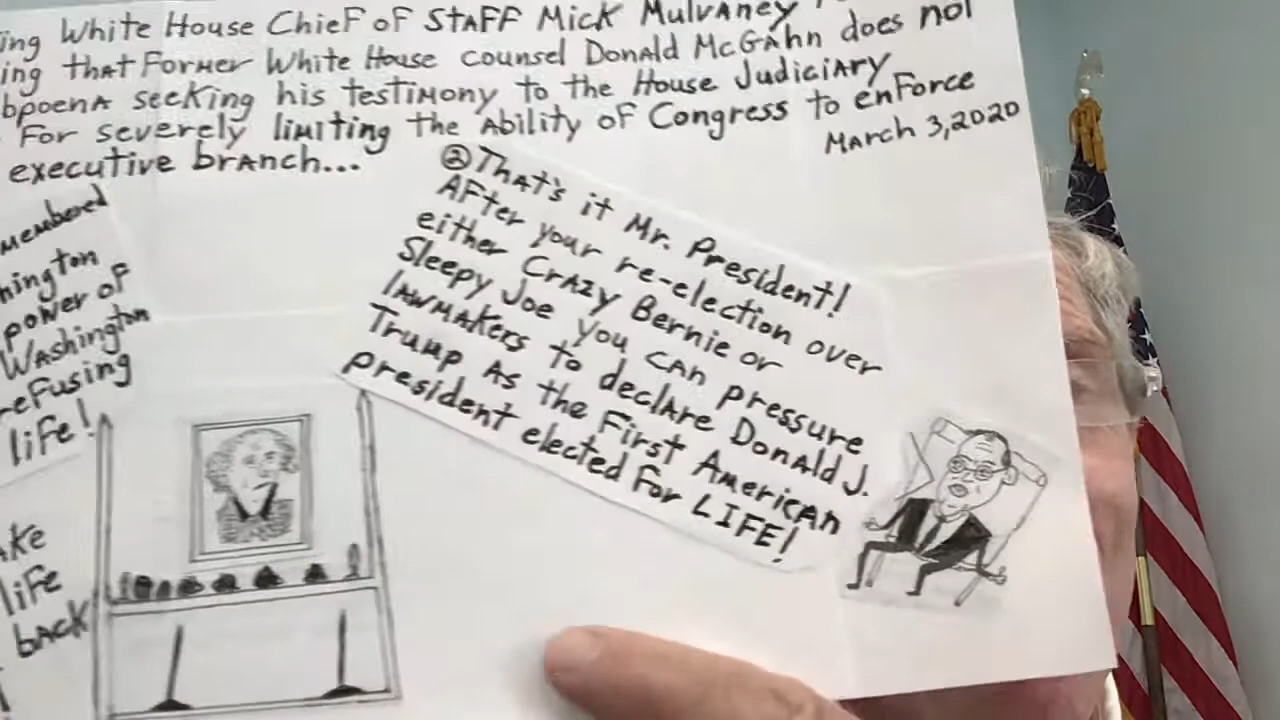 ing White House Chief of Staff Mick Mulvaney
ing that Former White House counsel Donald McGahn does not
bpoena seeking his testimony to the House Judiciary
For severely limiting the Ability of Congress to enforce
executive branch...
March 3, 2020
membered
hington
power of
Washington
refusing
life!
ake
life
back
② That's it Mr. President!
After your re-election over
either Crazy Bernie or
Sleepy Joe you can pressure
lawmakers to declare Donald J.
Trump as the First American
president elected for LIFE!